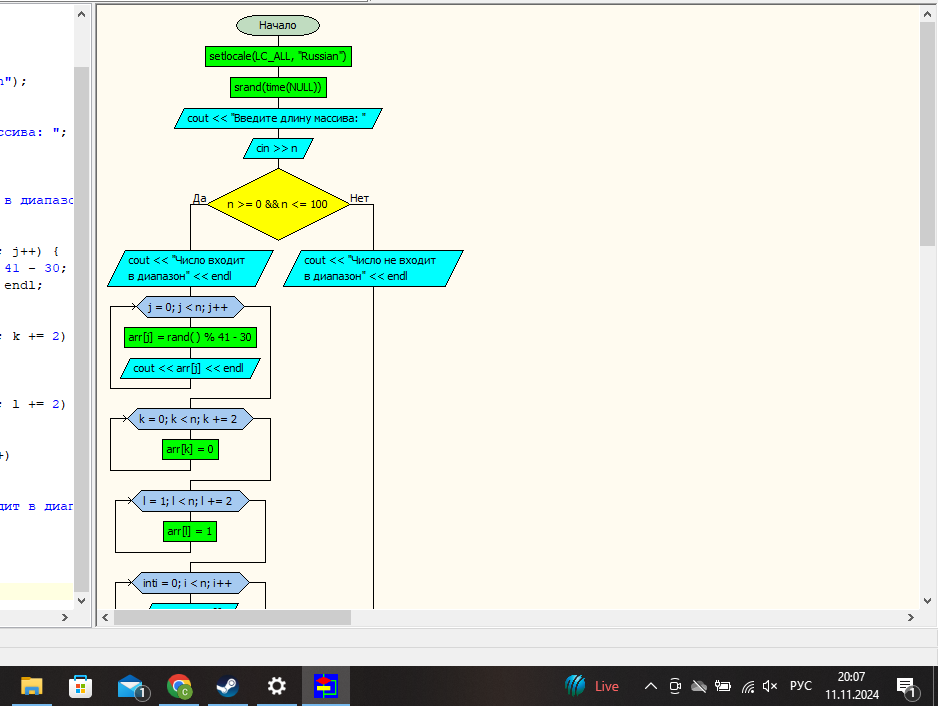 Начало
setlocale(LC_ALL, "Russian")
n");
srand(time(NULL))
cout << "Введите длину массива: "
ссива: ";
cin >> n
Да
Нет
n >= 0 && n <= 100
в диапазо
cout << "Число входит
в диапазон" << endl
cout << "Число не входит
в диапазон" << endl
; j++) {
41 - 30;
endl;
j = 0; j < n; j++
arr[j] = rand() % 41 - 30
; k += 2)
cout << arr[j] << endl
; l += 2)
k = 0; k < n; k += 2
arr[k] = 0
+)
l = 1; l < n; l += 2
дит в диап
arr[l] = 1
inti = 0; i < n; i++
1
Live
РУС
20:07
11.11.2024
1